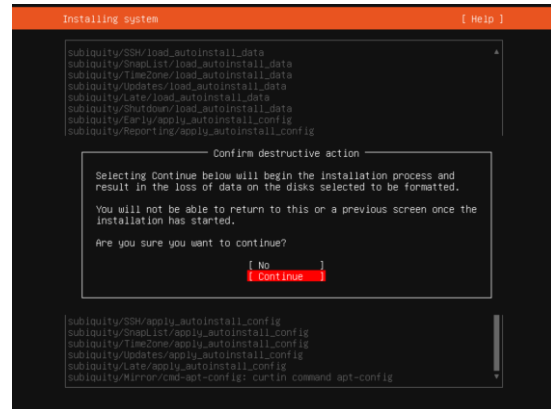 Installing system [ Help ]
subiquity/SSH/load_autoinstall_data
subiquity/SnapList/load_autoinstall_data
subiquity/TimeZone/load_autoinstall_data
subiquity/Updates/load_autoinstall_data
subiquity/Late/load_autoinstall_data
subiquity/Shutdown/load_autoinstall_data
subiquity/Early/apply_autoinstall_config
subiquity/Reporting/apply_autoinstall_config
Confirm destructive action
Selecting Continue below will begin the installation process and
result in the loss of data on the disks selected to be formatted.
You will not be able to return to this or a previous screen once the
installation has started.
Are you sure you want to continue?
[ No ]
[ Continue ]
subiquity/SSH/apply_autoinstall_config
subiquity/SnapList/apply_autoinstall_config
subiquity/TimeZone/apply_autoinstall_config
subiquity/Updates/apply_autoinstall_config
subiquity/Late/apply_autoinstall_config
subiquity/Mirror/cmd-apt-config: curtin command apt-config